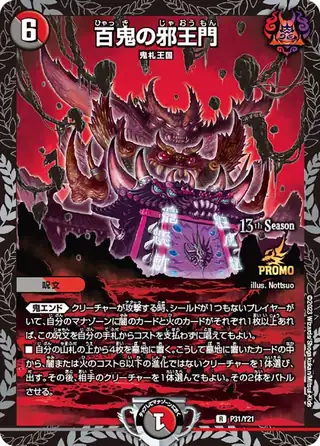 6
ひゃっ き じゃ おう もん
百鬼の邪王門
鬼札王国
13th Season
PROMO
illus. Nottsuo
呪文
鬼エンド クリーチャーが攻撃する時、シールドが1つもないプレイヤーが
いて、自分のマナゾーンに闇のカードと火のカードがそれぞれ1枚以上あれ
ば、この呪文を自分の手札からコストを支払わずに唱えてもよい。
自分の山札の上から4枚を墓地に置く。こうして墓地に置いたカードの中か
ら、闇または火のコスト6以下の進化ではないクリーチャーを1体選び、
出す。その後、相手のクリーチャーを1体選んでもよい。その2体をバトル
させる。
1
R P31/Y21